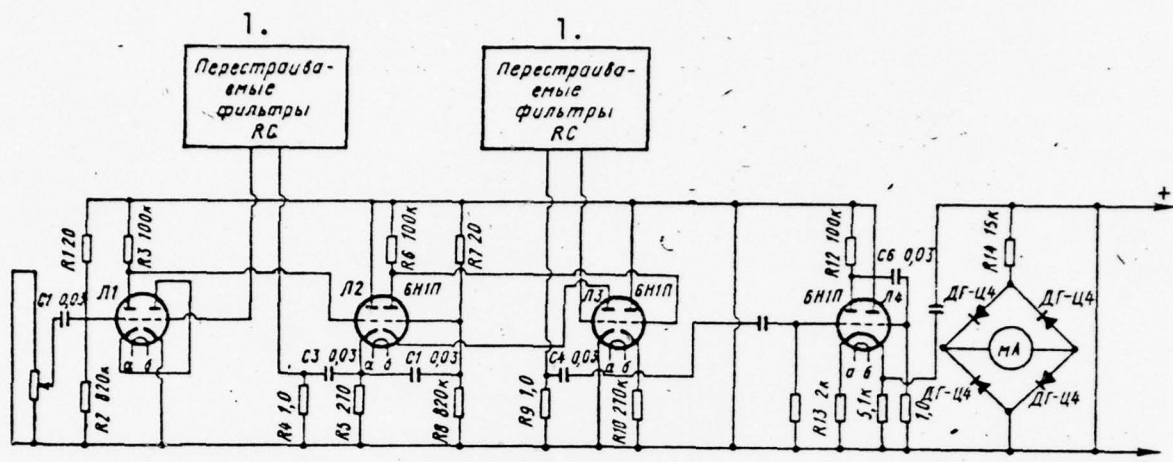 1.
Перестраива-
вмые
фильтры
RC
1.
Перестраива-
емые
фильтры
RC
+
R1 20
R3 100к
R6 100к
R7 20
R12 100к
C6 0,03
R14 15к
C1 0,03
Л1
Л2
6Н1П
Л3
6Н1П
6Н1П
Л4
ДГ-Ц4
ДГ-Ц4
мА
ДГ-Ц4
ДГ-Ц4
а б
C3 0,03
а б
C1 0,03
C4 0,03
а б
а б
R2 820к
R4 1,0
R5 210
R8 820к
R9 1,0
R10 210к
R13 2к
5,1к
1,0